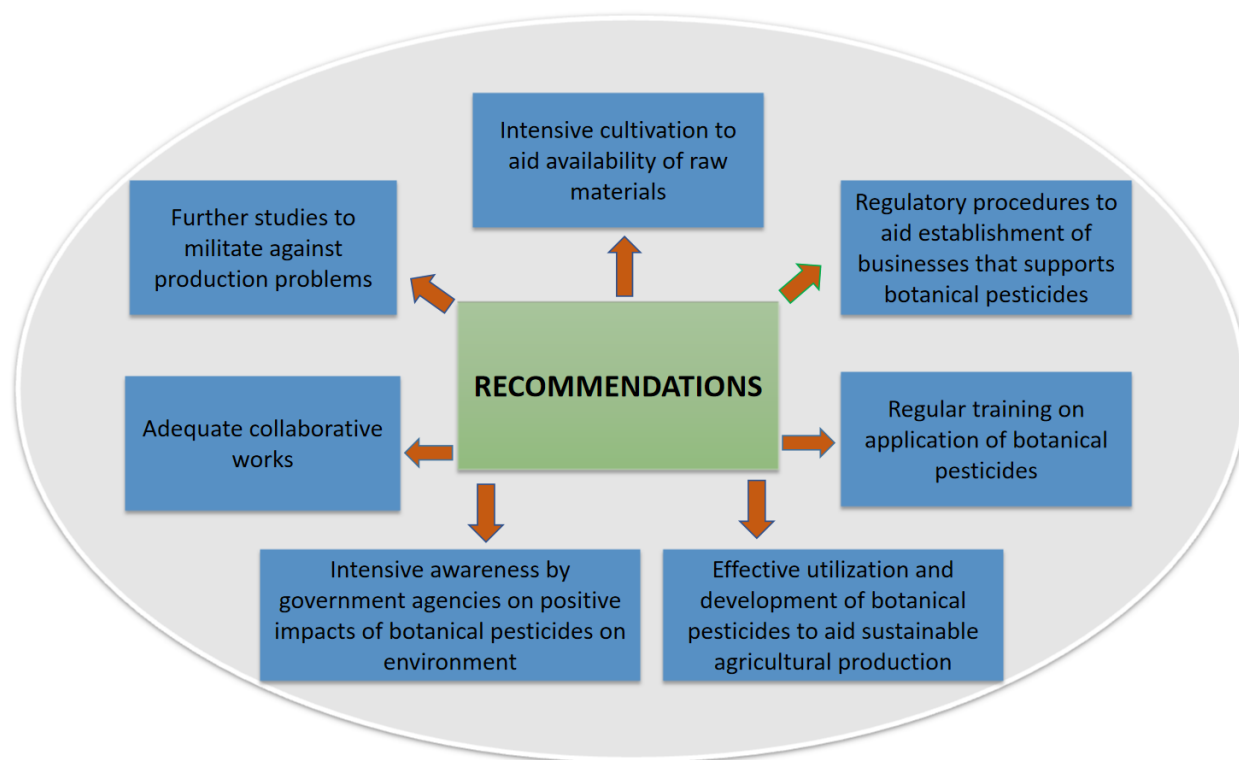 Intensive cultivation to
aid availability of raw
materials
Further studies to
militate against
production problems
Regulatory procedures to
aid establishment of
businesses that supports
botanical pesticides
RECOMMENDATIONS
Adequate collaborative
works
Regular training on
application of botanical
pesticides
Intensive awareness by
government agencies on positive
impacts of botanical pesticides on
environment
Effective utilization and
development of botanical
pesticides to aid sustainable
agricultural production